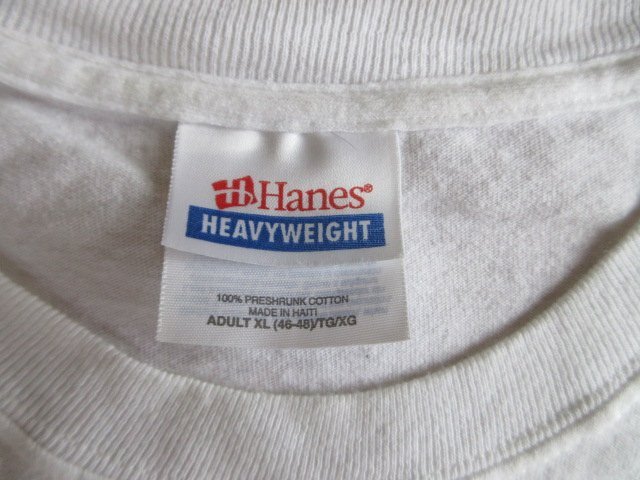 Hanes®
HEAVYWEIGHT
100% PRESHRUNK COTTON
MADE IN HAITI
ADULT XL (46-48)/TG/XG